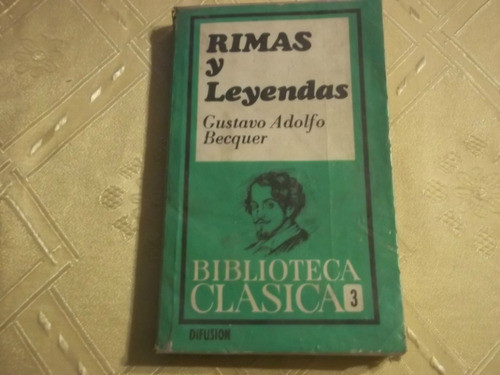 RIMAS
y
Leyendas
Gustavo Adolfo
Becquer
BIBLIOTECA
CLASICA 3
DIFUSION